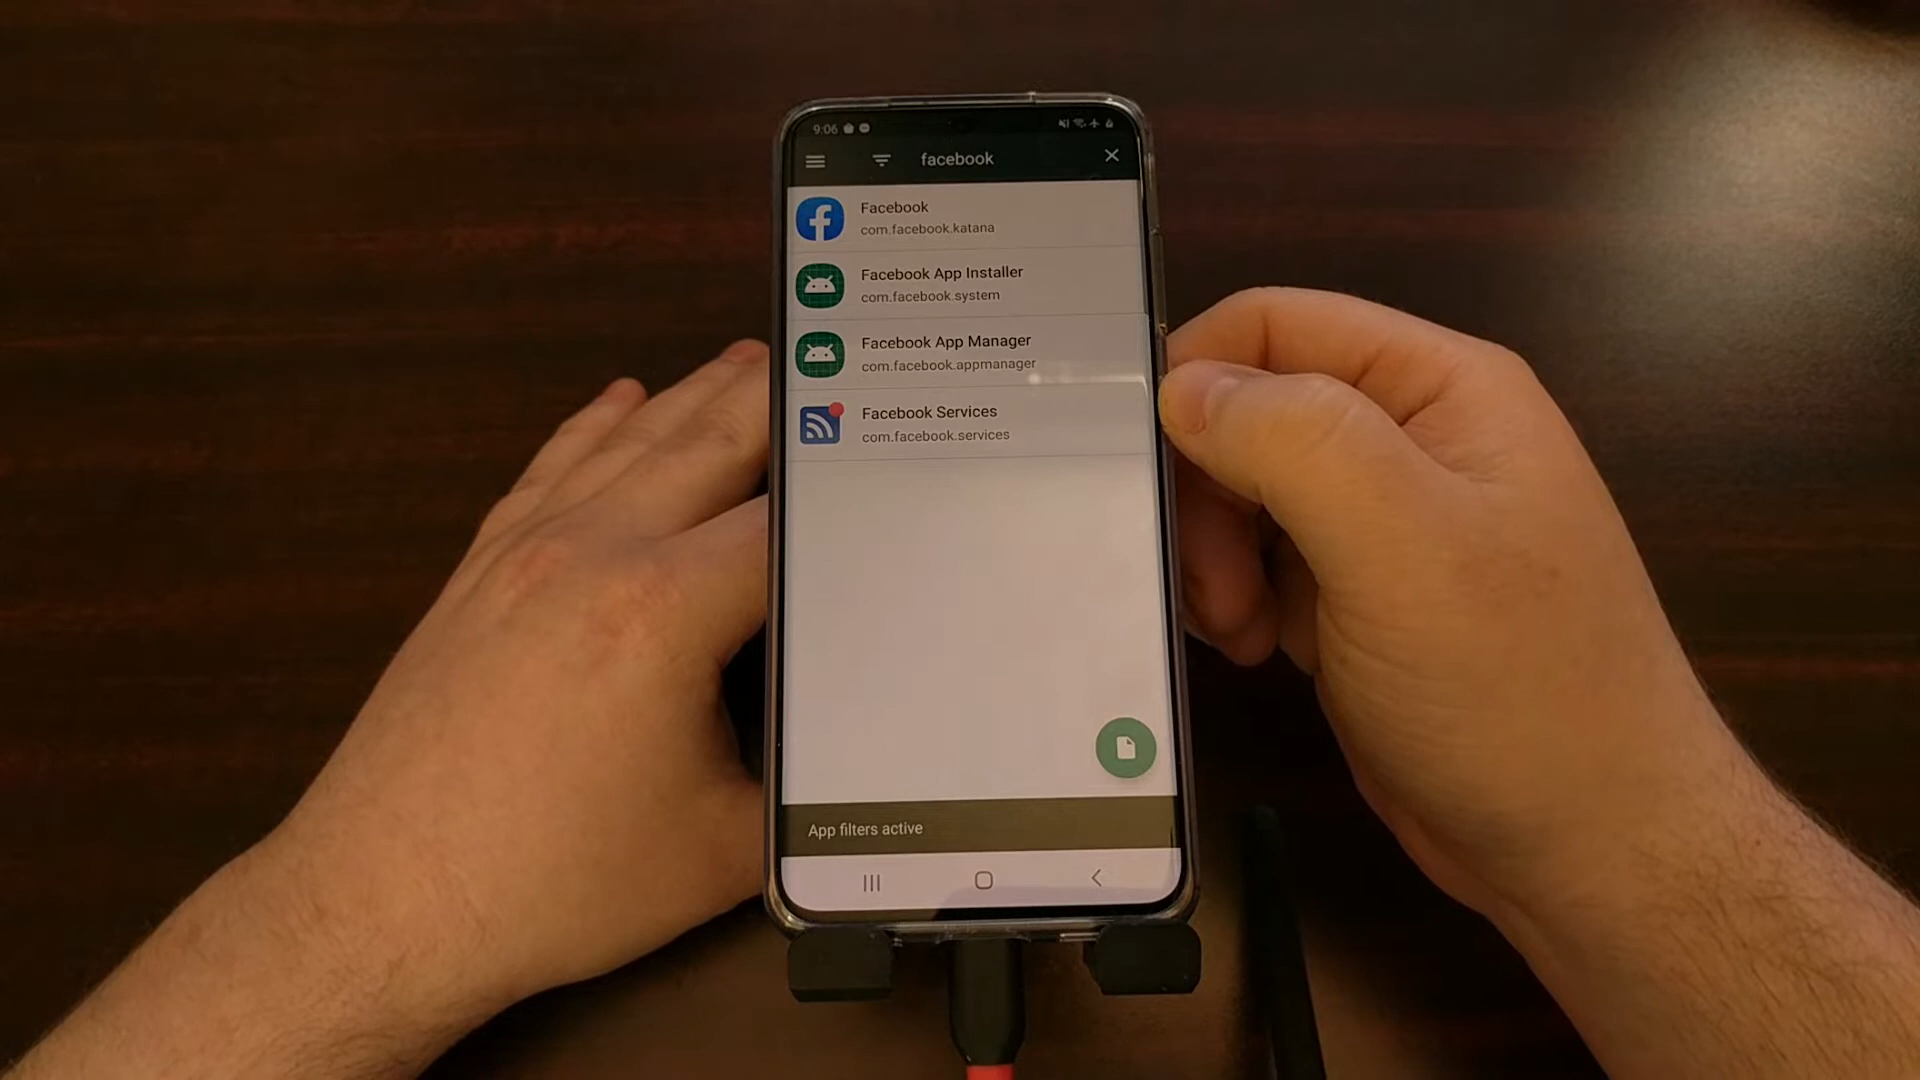 9:06
facebook
Facebook
com.facebook.katana
Facebook App Installer
com.facebook.system
Facebook App Manager
com.facebook.appmanager
Facebook Services
com.facebook.services
App filters active